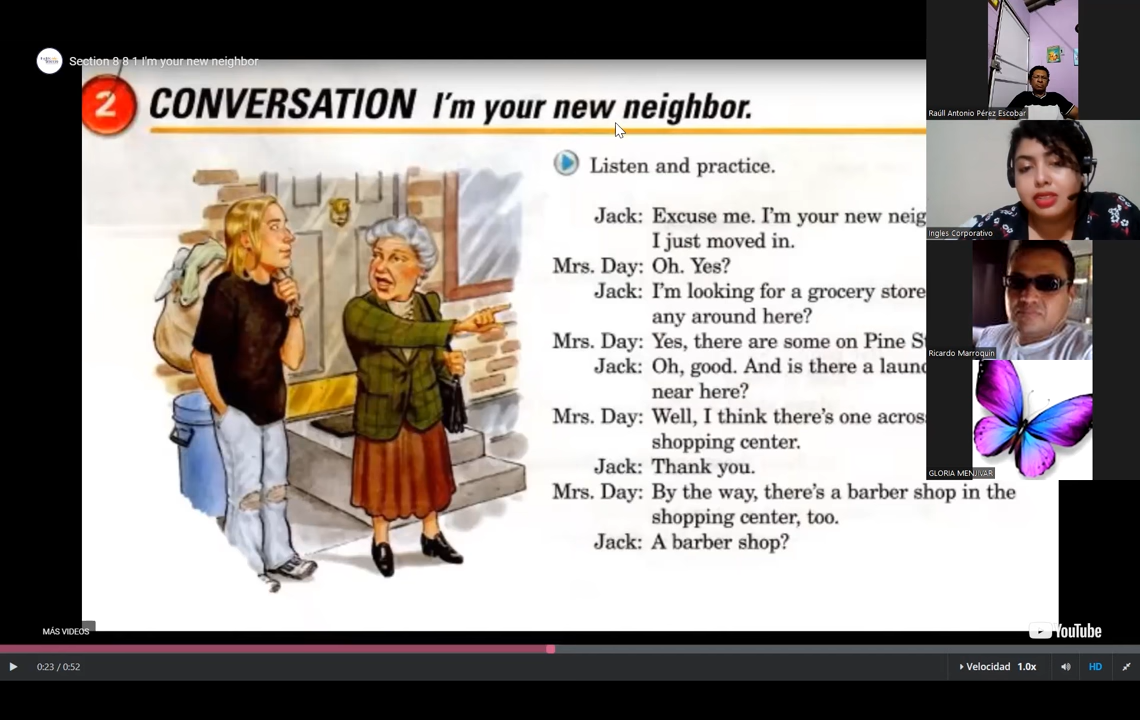 Section 8 8 1 I'm your new neighbor
2 CONVERSATION I'm your new neighbor.
Listen and practice.
Jack: Excuse me. I'm your new
I just moved in.
Mrs. Day: Oh. Yes?
Jack: I'm looking for a grocery store
any around here?
Mrs. Day: Yes, there are some on Pine
Jack: Oh, good. And is there a
near here?
Mrs. Day: Well, I think there's one
shopping center.
Jack: Thank you.
Mrs. Day: By the way, there's a barber shop in the
shopping center, too.
Jack: A barber shop?
Raúll Antonio Pérez Escobar
Ingles Corporativo
Ricardo Marroquin
GLORIA MENJIVAR
MÁS VIDEOS
YouTube
0:23 / 0:52
Velocidad 1.0x
HD